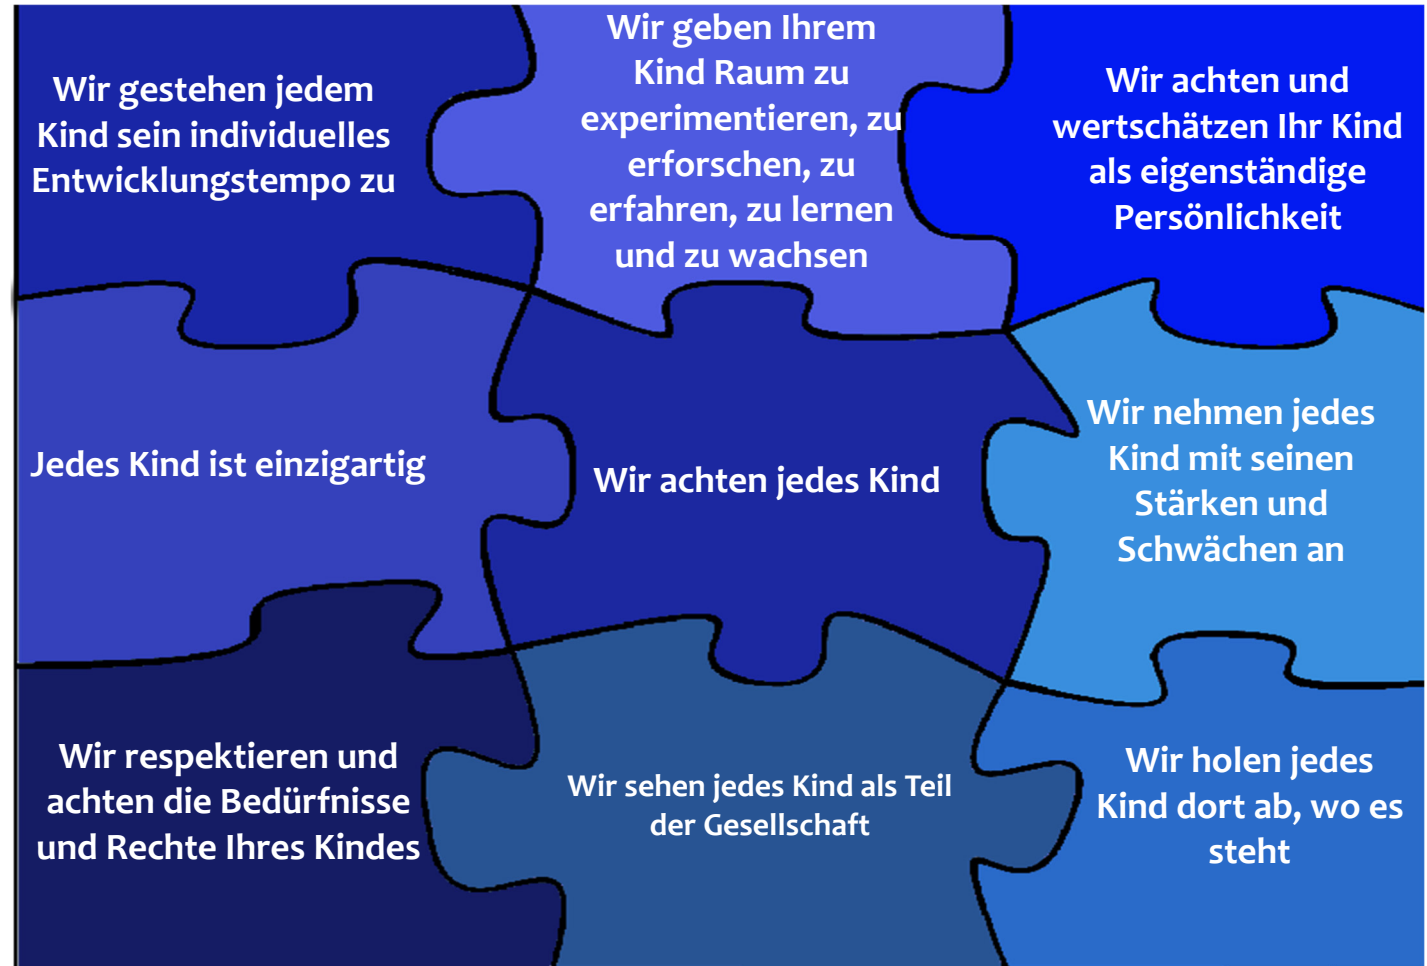 Wir gestehen jedem
Kind sein individuelles
Entwicklungstempo zu
Wir geben Ihrem
Kind Raum zu
experimentieren, zu
erforschen, zu
erfahren, zu lernen
und zu wachsen
Wir achten und
wertschätzen Ihr Kind
als eigenständige
Persönlichkeit
Jedes Kind ist einzigartig
Wir achten jedes Kind
Wir nehmen jedes
Kind mit seinen
Stärken und
Schwächen an
Wir respektieren und
achten die Bedürfnisse
und Rechte Ihres Kindes
Wir sehen jedes Kind als Teil
der Gesellschaft
Wir holen jedes
Kind dort ab, wo es
steht